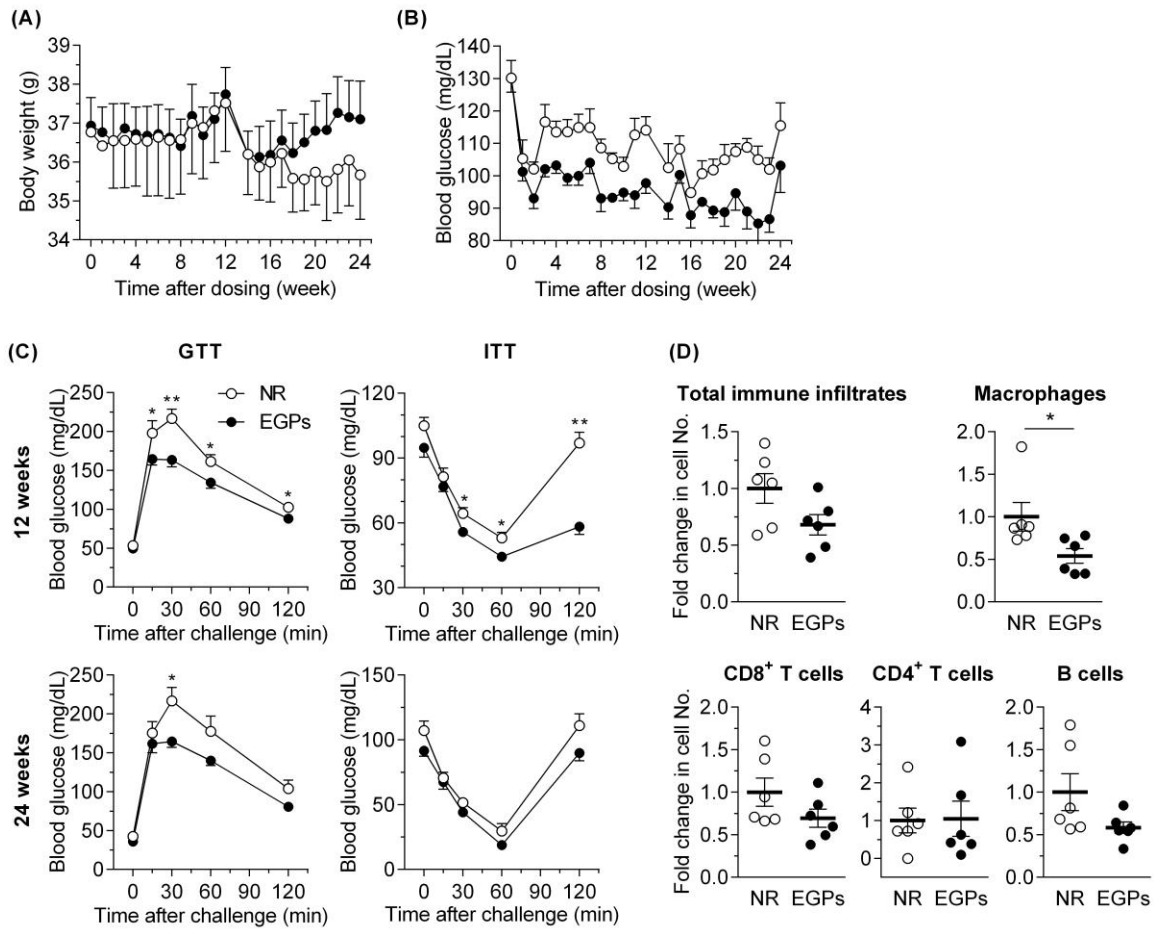 (A)
Body weight (g)
39
38
37
36
35
34
0 4 8 12 16 20 24
Time after dosing (week)
(B)
Blood glucose (mg/dL)
140
130
120
110
100
90
80
0 4 8 12 16 20 24
Time after dosing (week)
(C)
GTT
ITT
12 weeks
Blood glucose (mg/dL)
250
200
150
100
50
0
* ** * *
NR
EGPs
0 30 60 90 120
Time after challenge (min)
Blood glucose (mg/dL)
120
90
60
30
* * **
0 30 60 90 120
Time after challenge (min)
24 weeks
Blood glucose (mg/dL)
250
200
150
100
50
0
*
0 30 60 90 120
Time after challenge (min)
Blood glucose (mg/dL)
150
100
50
0
0 30 60 90 120
Time after challenge (min)
(D)
Total immune infiltrates
Fold change in cell No.
1.5
1.0
0.5
0.0
NR EGPs
Macrophages
*
2.0
1.5
1.0
0.5
0.0
NR EGPs
CD8+ T cells
Fold change in cell No.
2.0
1.5
1.0
0.5
0.0
NR EGPs
CD4+ T cells
4
3
2
1
0
NR EGPs
B cells
2.0
1.5
1.0
0.5
0.0
NR EGPs